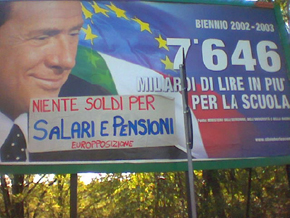 BIENNIO 2002 - 2003
7.646
MILIARDI DI LIRE IN PIU'
PER LA SCUOLA
NIENTE SOLDI PER
SALARI E PENSIONI
EUROPPOSIZIONE